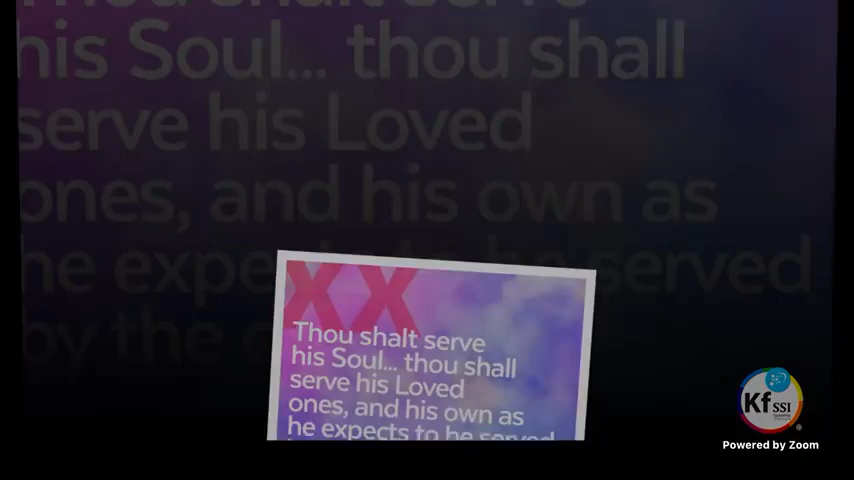 Thou shalt serve
his Soul... thou shall
serve his Loved
ones, and his own as
he expects to be served
by the
XX
Thou shalt serve
his Soul... thou shall
serve his Loved
ones, and his own as
he expects to be served
Kf SSI
Powered by Zoom